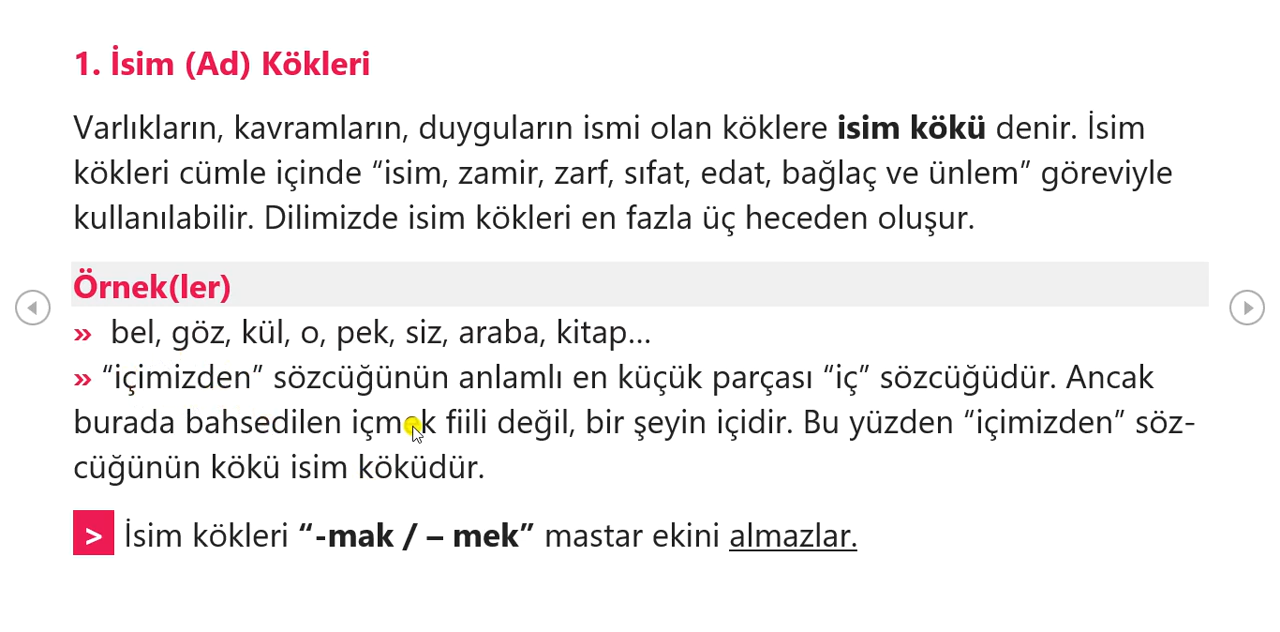 1. İsim (Ad) Kökleri
Varlıkların, kavramların, duyguların ismi olan köklere isim kökü denir. İsim
kökleri cümle içinde “isim, zamir, zarf, sıfat, edat, bağlaç ve ünlem” göreviyle
kullanılabilir. Dilimizde isim kökleri en fazla üç heceden oluşur.
Örnek(ler)
» bel, göz, kül, o, pek, siz, araba, kitap...
» “içimizden” sözcüğünün anlamlı en küçük parçası “iç” sözcüğüdür. Ancak
burada bahsedilen içmek fiili değil, bir şeyin içidir. Bu yüzden “içimizden” söz-
cüğünün kökü isim köküdür.
> İsim kökleri “-mak / – mek” mastar ekini almazlar.